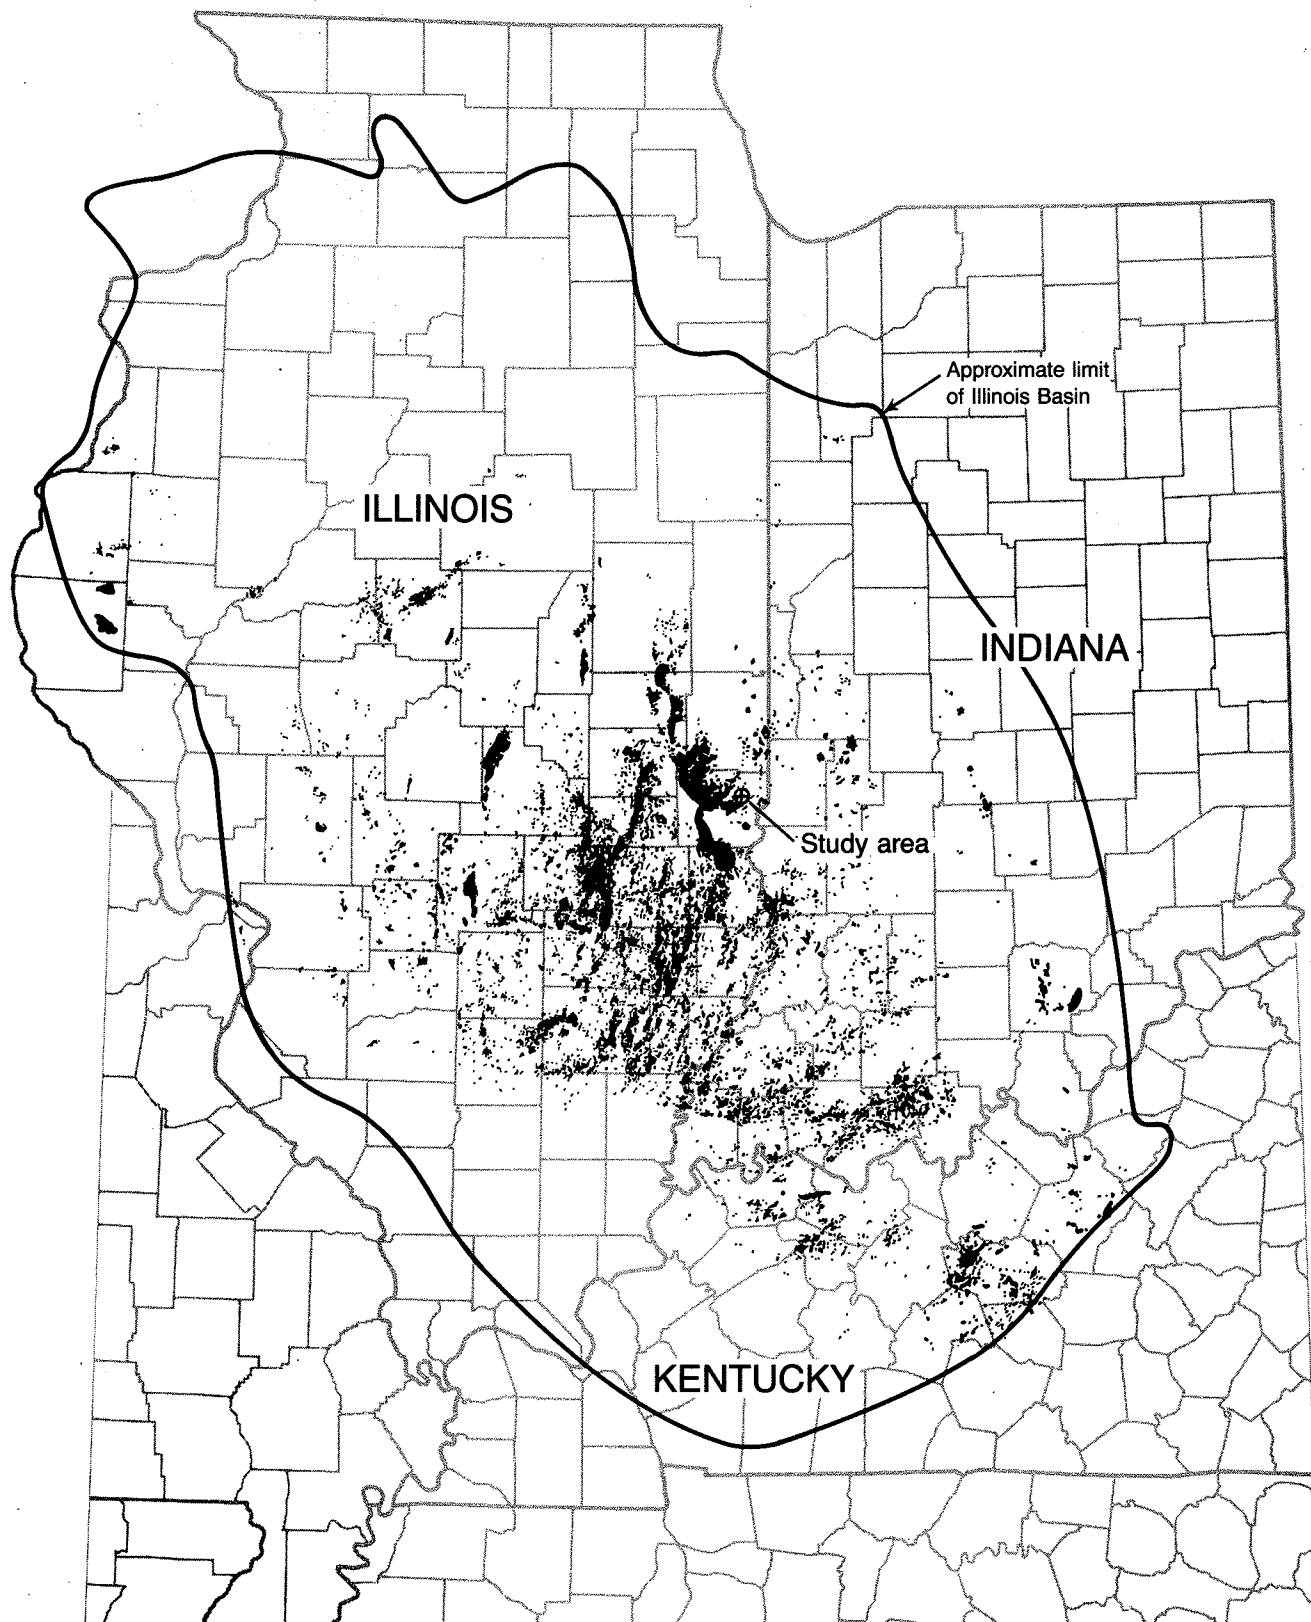 Approximate limit
of Illinois Basin
ILLINOIS
INDIANA
Study area
KENTUCKY